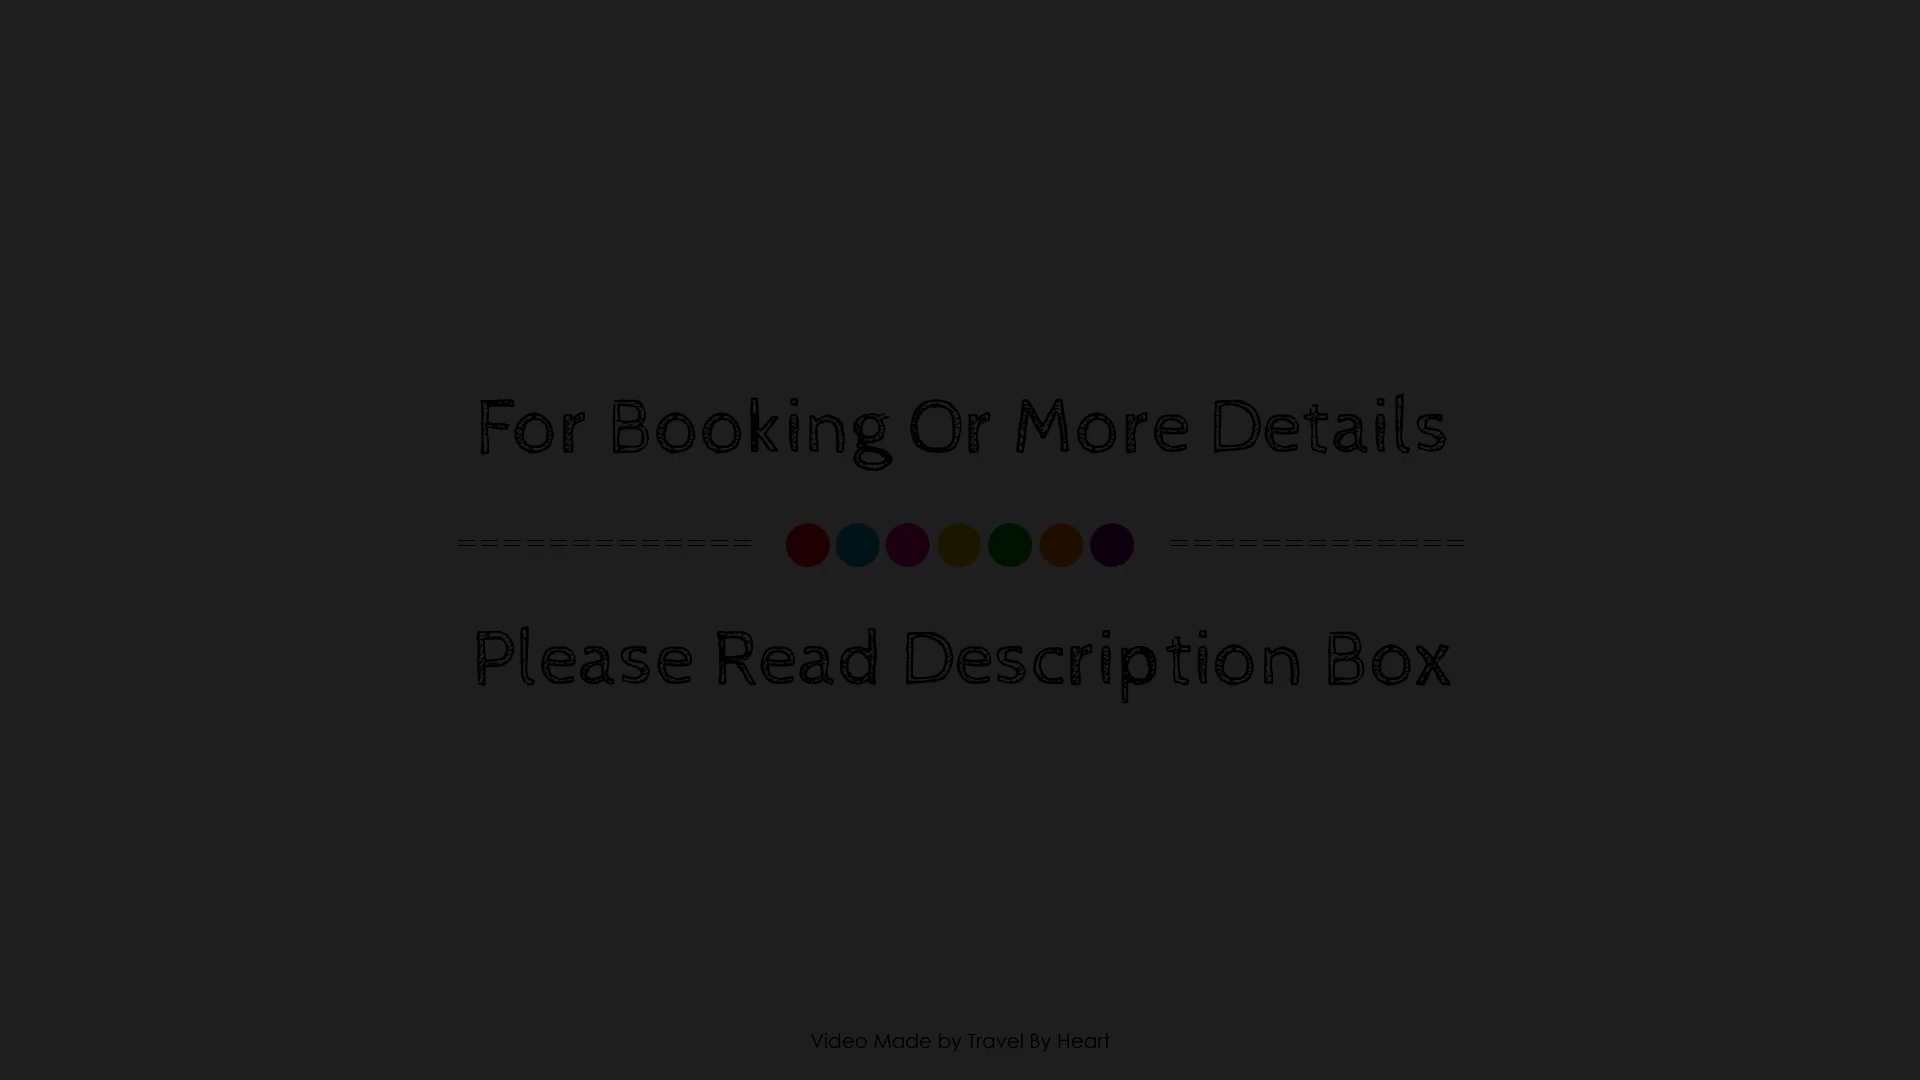 For Booking Or More Details
============= =============
Please Read Description Box
Video Made by Travel By Heart